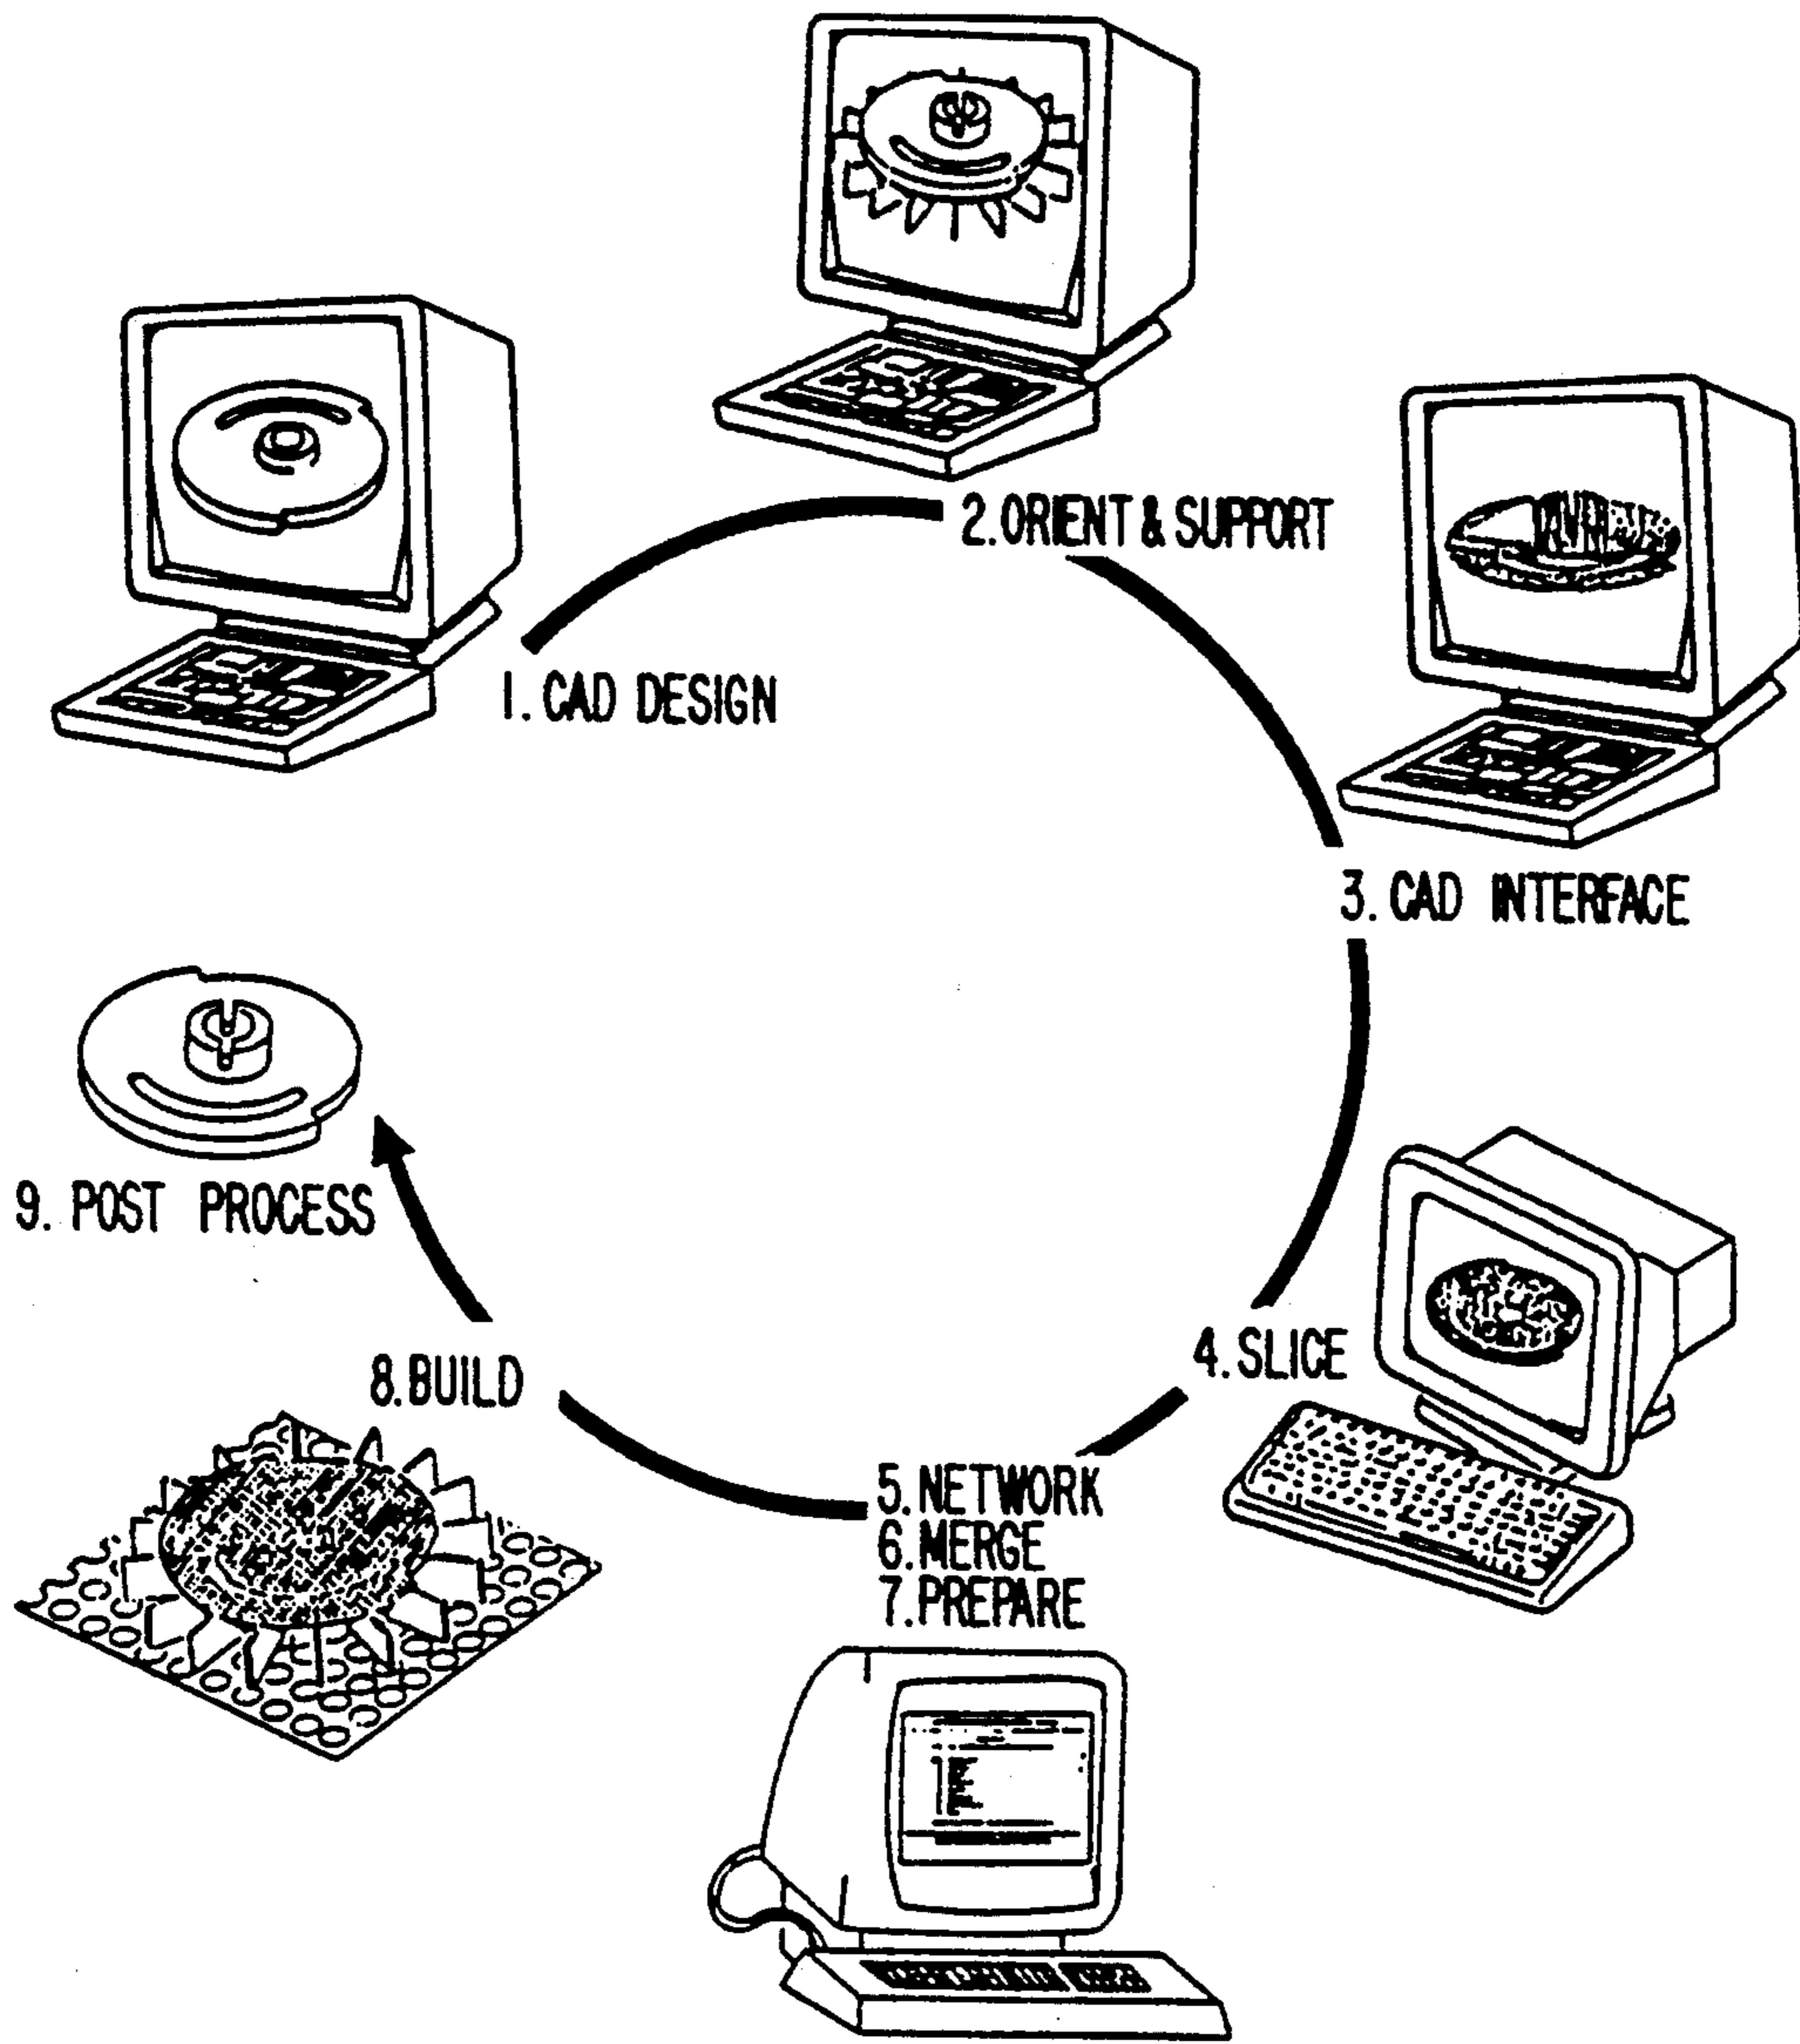 1. CAD DESIGN
2. ORIENT & SUPPORT
3. CAD INTERFACE
4. SLICE
5. NETWORK
6. MERGE
7. PREPARE
8. BUILD
9. POST PROCESS